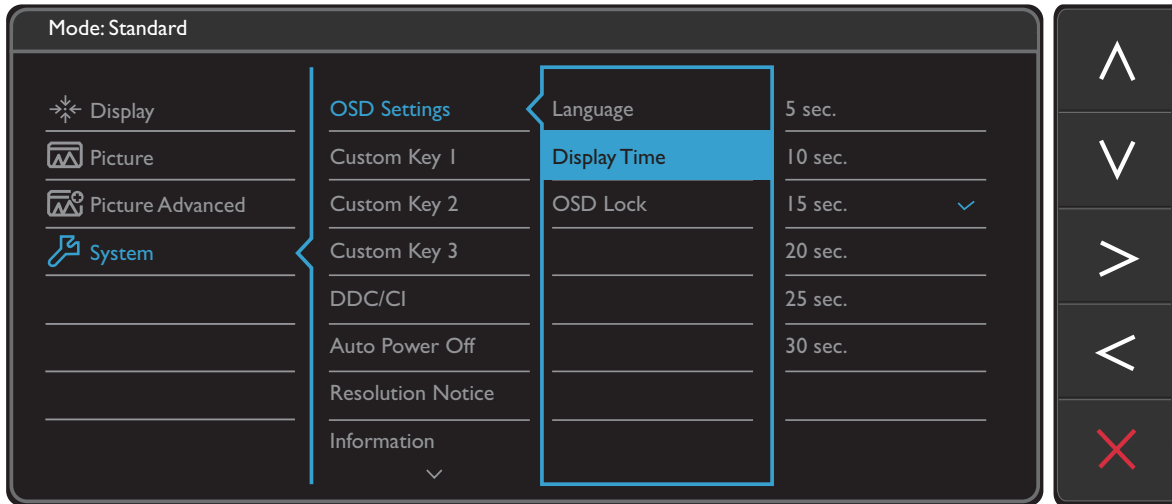 Mode: Standard
Display
Picture
Picture Advanced
System
OSD Settings
Custom Key 1
Custom Key 2
Custom Key 3
DDC/CI
Auto Power Off
Resolution Notice
Information
Language
Display Time
OSD Lock
5 sec.
10 sec.
15 sec.
20 sec.
25 sec.
30 sec.